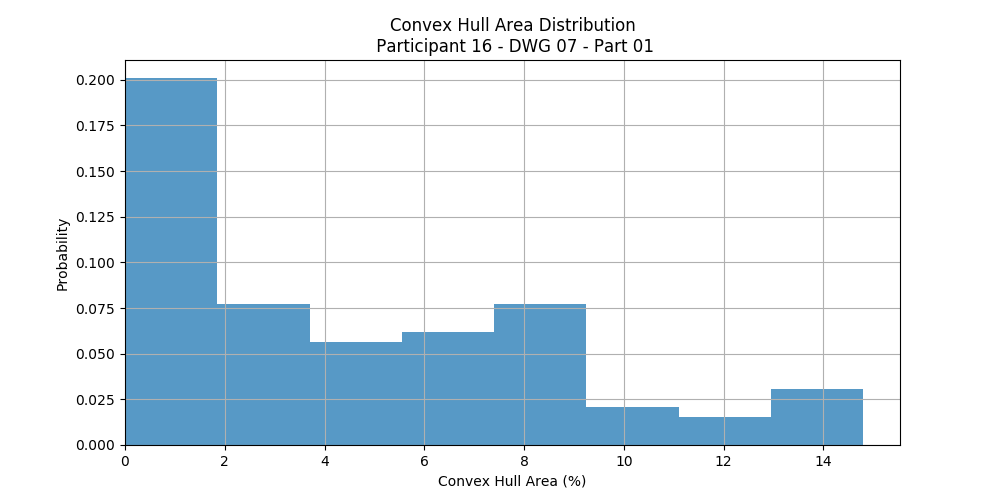 Convex Hull Area Distribution
Participant 16 - DWG 07 - Part 01
0.200
0.175
0.150
0.125
0.100
0.075
0.050
0.025
0.000
Probability
0 2 4 6 8 10 12 14
Convex Hull Area (%)